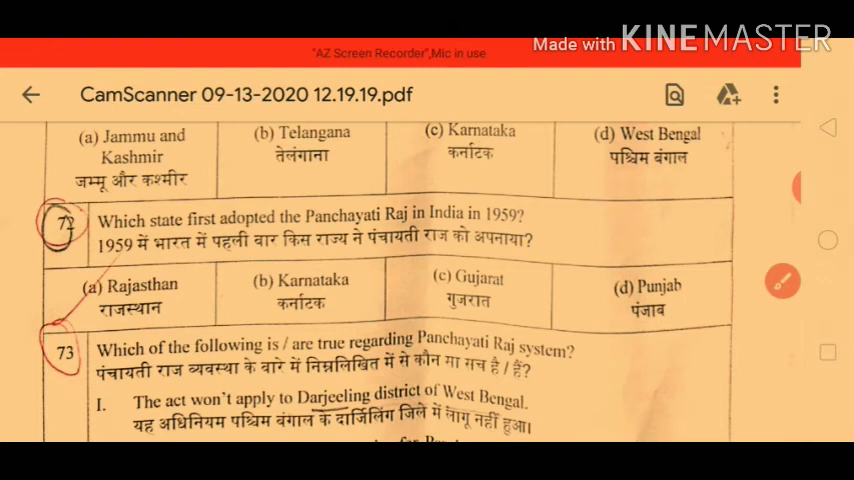 Made with KINEMASTER
"AZ Screen Recorder",Mic in use
CamScanner 09-13-2020 12.19.19.pdf
(a) Jammu and Kashmir
जम्मू और कश्मीर
(b) Telangana
तेलंगाना
(c) Karnataka
कर्नाटक
(d) West Bengal
पश्चिम बंगाल
72
Which state first adopted the Panchayati Raj in India in 1959?
1959 में भारत में पहली बार किस राज्य ने पंचायती राज को अपनाया?
(a) Rajasthan
राजस्थान
(b) Karnataka
कर्नाटक
(c) Gujarat
गुजरात
(d) Punjab
पंजाब
73
Which of the following is / are true regarding Panchayati Raj system?
पंचायती राज व्यवस्था के बारे में निम्नलिखित में से कौन सा सच है / हैं?
I. The act won't apply to Darjeeling district of West Bengal.
यह अधिनियम पश्चिम बंगाल के दार्जिलिंग जिले में लागू नहीं हुआ।